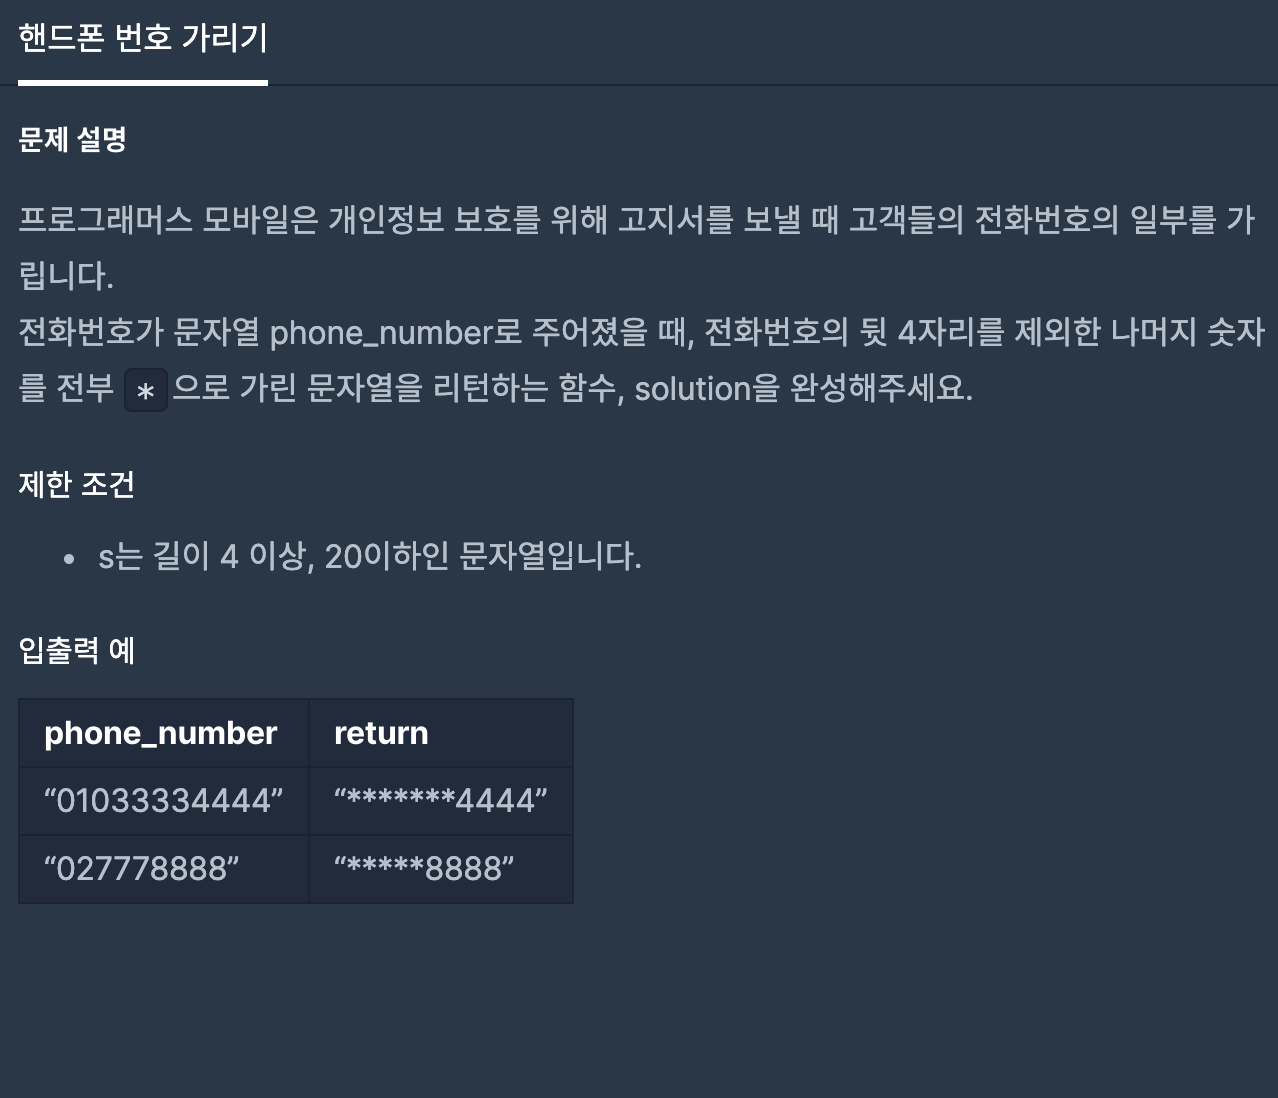 핸드폰 번호 가리기
문제 설명
프로그래머스 모바일은 개인정보 보호를 위해 고지서를 보낼 때 고객들의 전화번호의 일부를 가
립니다.
전화번호가 문자열 phone_number로 주어졌을 때, 전화번호의 뒷 4자리를 제외한 나머지 숫자
를 전부 * 으로 가린 문자열을 리턴하는 함수, solution을 완성해주세요.
제한 조건
• s는 길이 4 이상, 20이하인 문자열입니다.
입출력 예
phone_number return
“01033334444” “*******4444”
“027778888” “*****8888”